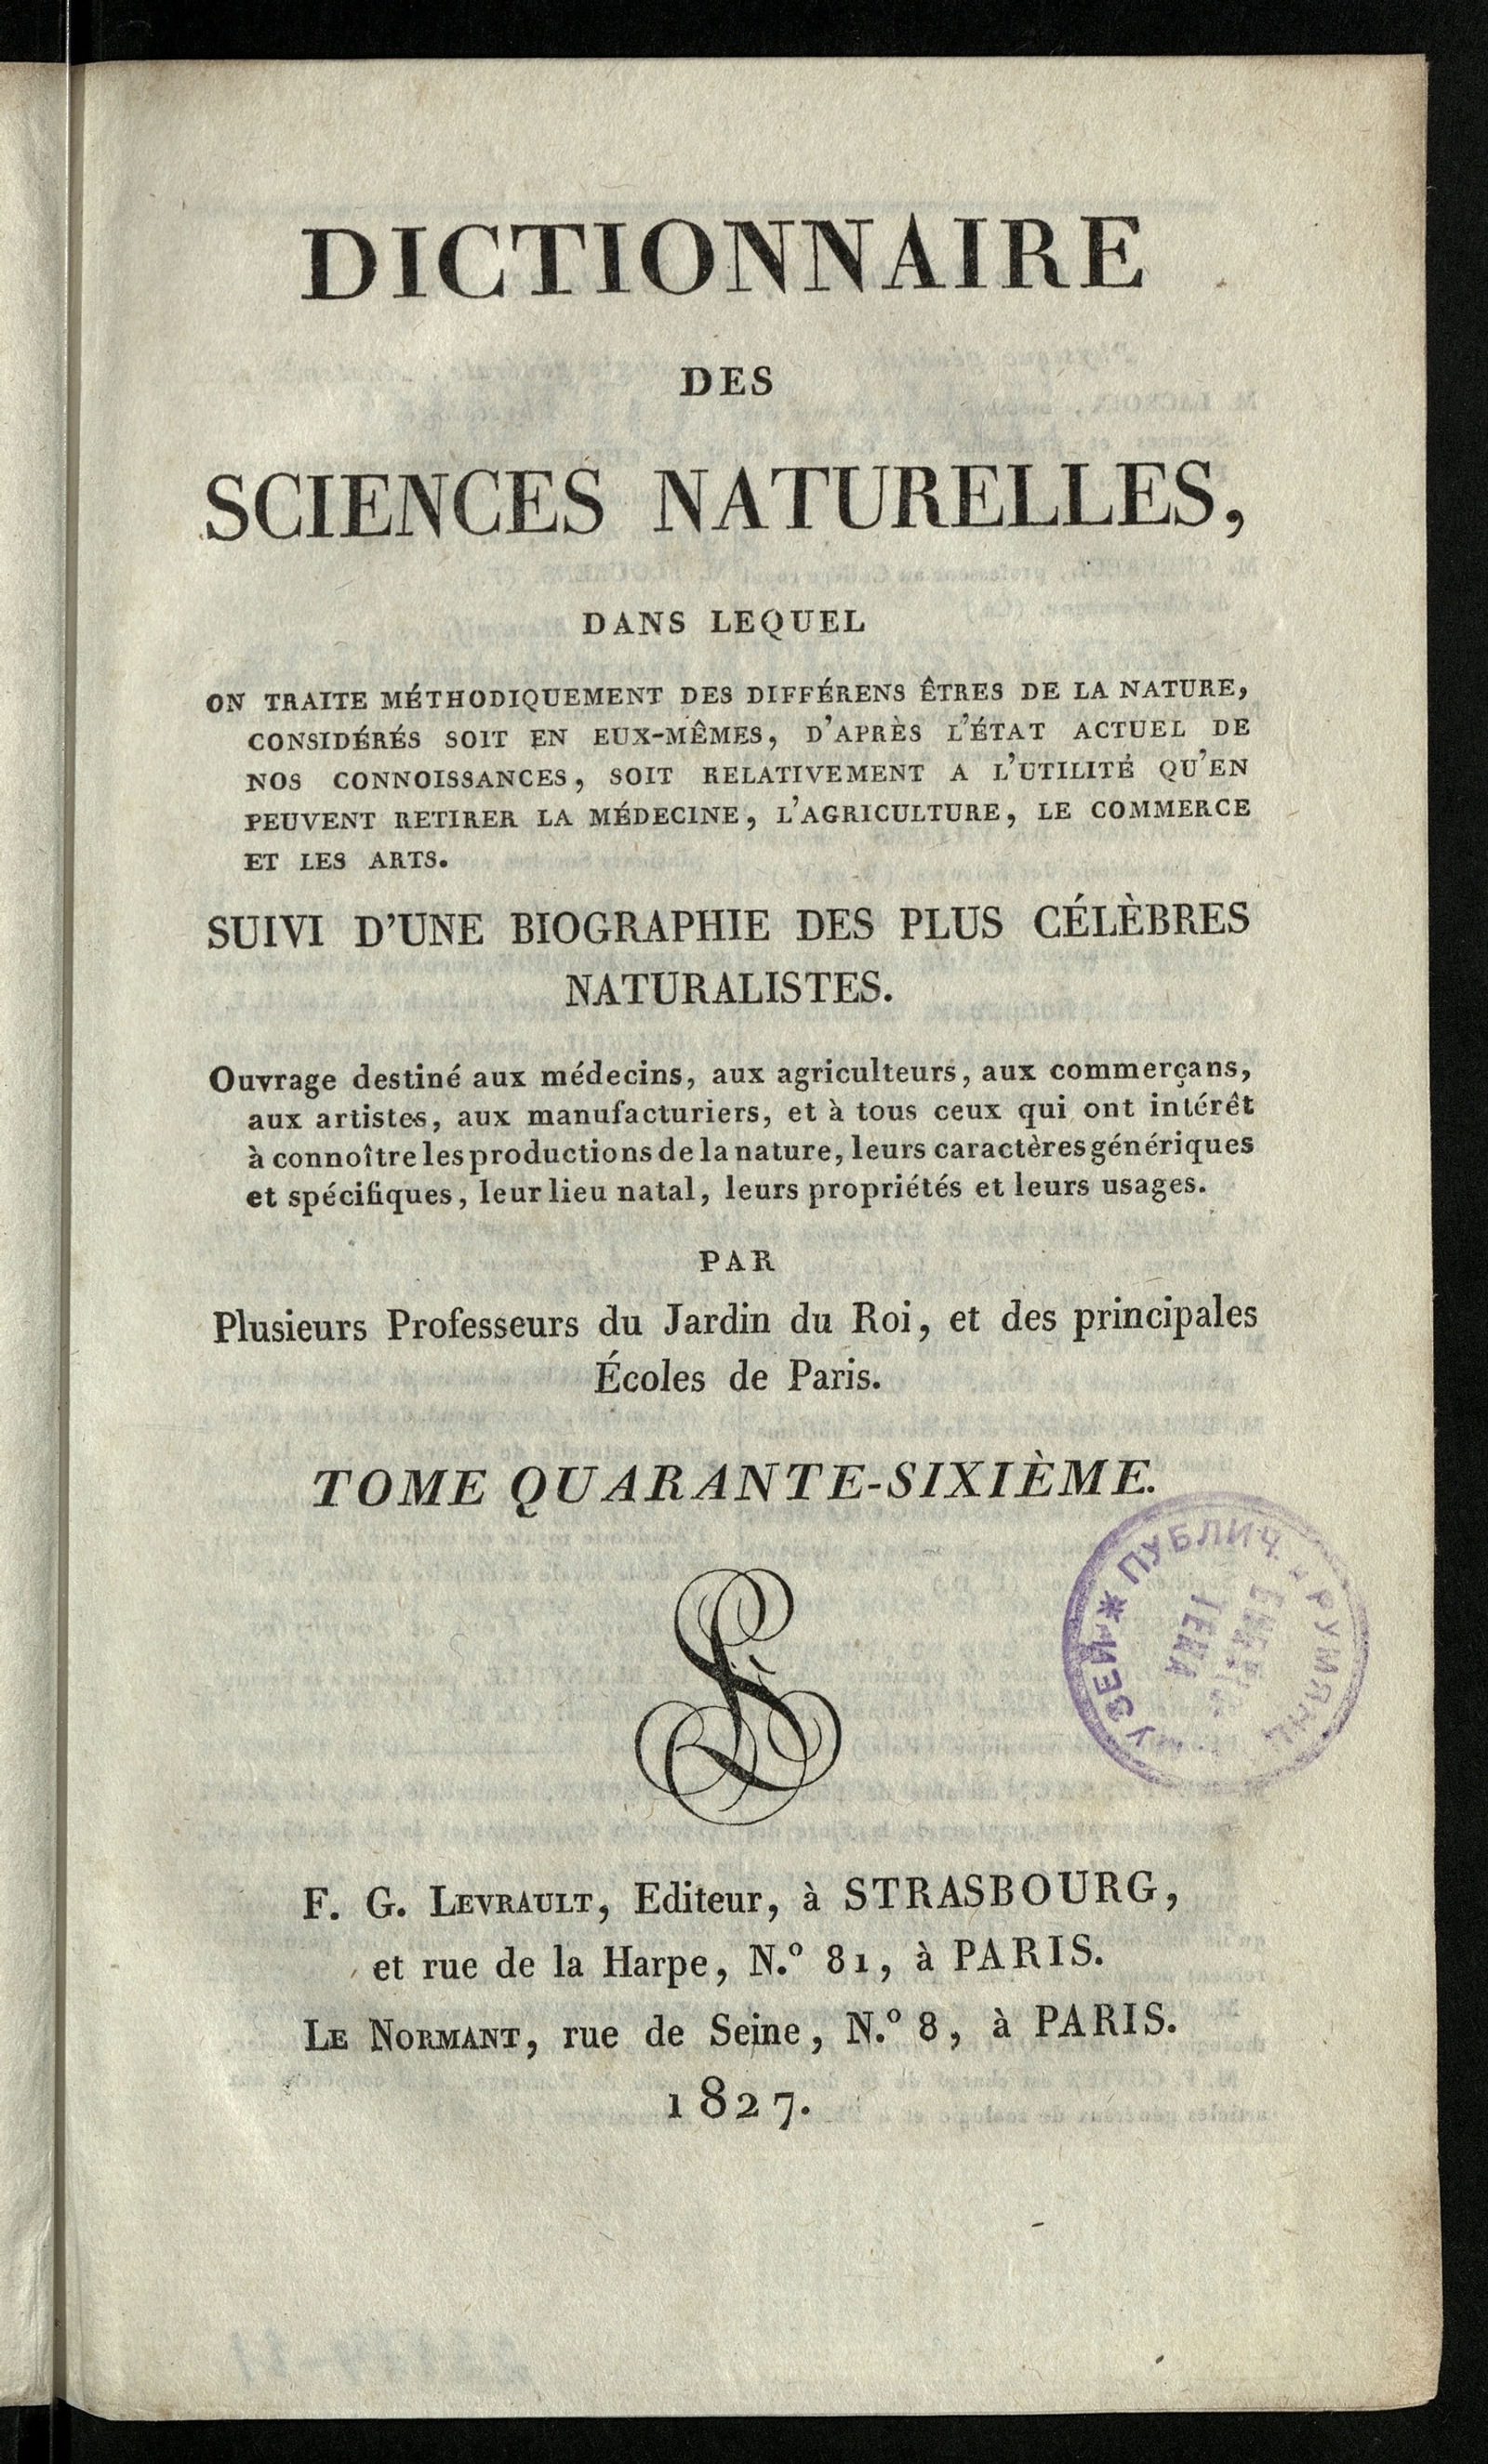 DICTIONNAIRE
DES
SCIENCES NATURELLES,
DANS LEQUEL
ON TRAITE MÉTHODIQUEMENT DES DIFFÉRENS ÊTRES DE LA NATURE,
CONSIDÉRÉS SOIT EN EUX-MÊMES, D'APRÈS L'ÉTAT ACTUEL DE
NOS CONNOISSANCES, SOIT RELATIVEMENT A L'UTILITÉ QU'EN
PEUVENT RETIRER LA MÉDECINE, L'AGRICULTURE, LE COMMERCE
ET LES ARTS.
SUIVI D'UNE BIOGRAPHIE DES PLUS CÉLÈBRES
NATURALISTES.
Ouvrage destiné aux médecins, aux agriculteurs, aux commerçans,
aux artistes, aux manufacturiers, et à tous ceux qui ont intérêt
à connoître les productions de la nature, leurs caractères génériques
et spécifiques, leur lieu natal, leurs propriétés et leurs usages.
PAR
Plusieurs Professeurs du Jardin du Roi, et des principales
Écoles de Paris.
TOME QUARANTE-SIXIÈME.
ПУБЛИЧ.
F. G. LEVRAULT, Editeur, à STRASBOURG,
et rue de la Harpe, N.º 81, à PARIS.
LE NORMANT, rue de Seine, N.º 8, à PARIS.
1827.